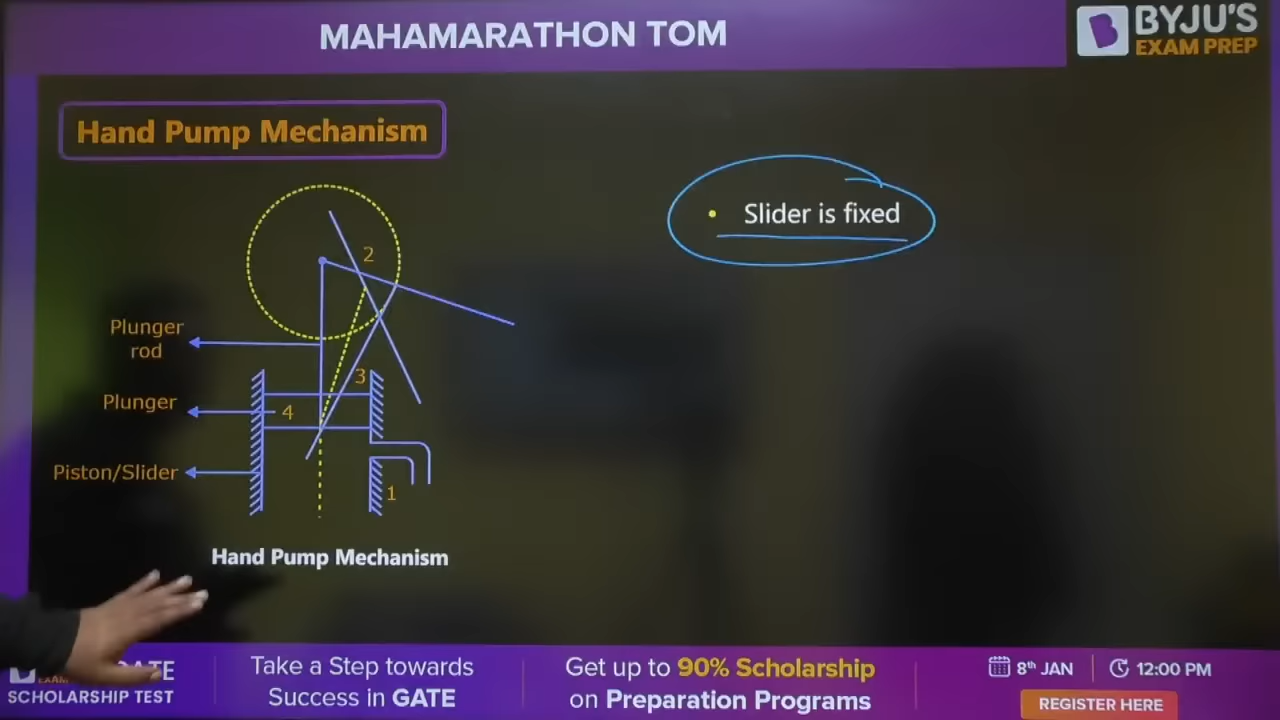 MAHAMARATHON TOM
BYJU'S
EXAM PREP
Hand Pump Mechanism
• Slider is fixed
2
Plunger
rod
3
Plunger
4
Piston/Slider
1
Hand Pump Mechanism
SCHOLARSHIP TEST
Take a Step towards
Success in GATE
Get up to 90% Scholarship
on Preparation Programs
8th JAN
12:00 PM
REGISTER HERE